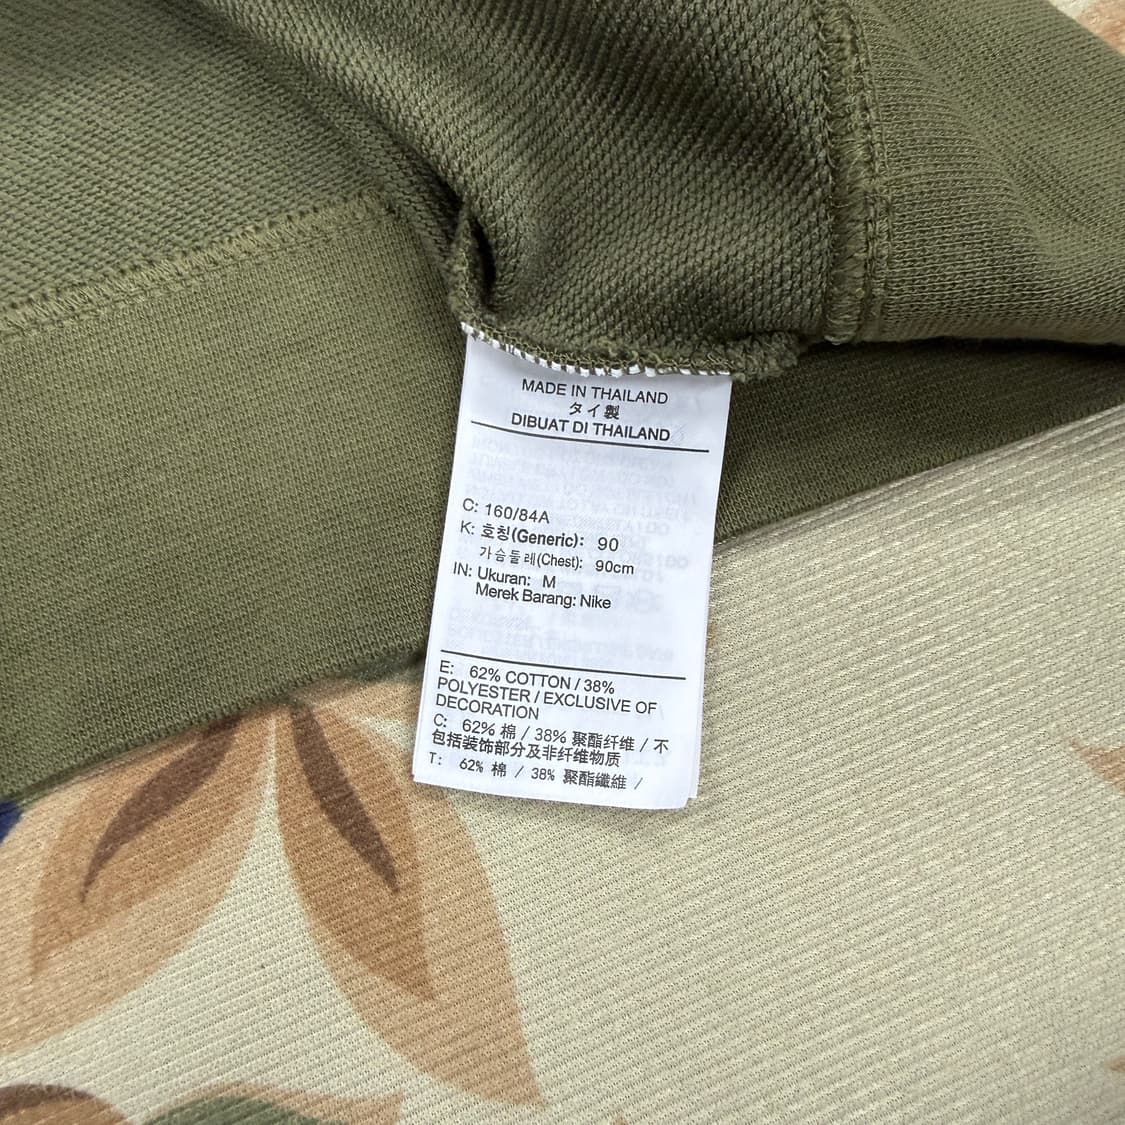 MADE IN THAILAND
タイ製
DIBUAT DI THAILAND
C: 160/84A
K: 호칭(Generic): 90
가슴둘레(Chest): 90cm
IN: Ukuran: M
Merek Barang: Nike
E: 62% COTTON / 38%
POLYESTER / EXCLUSIVE OF
DECORATION
C: 62% 棉 / 38% 聚酯纤维 / 不
包括装饰部分及非纤维物质
T: 62% 棉 / 38% 聚酯纖維 /